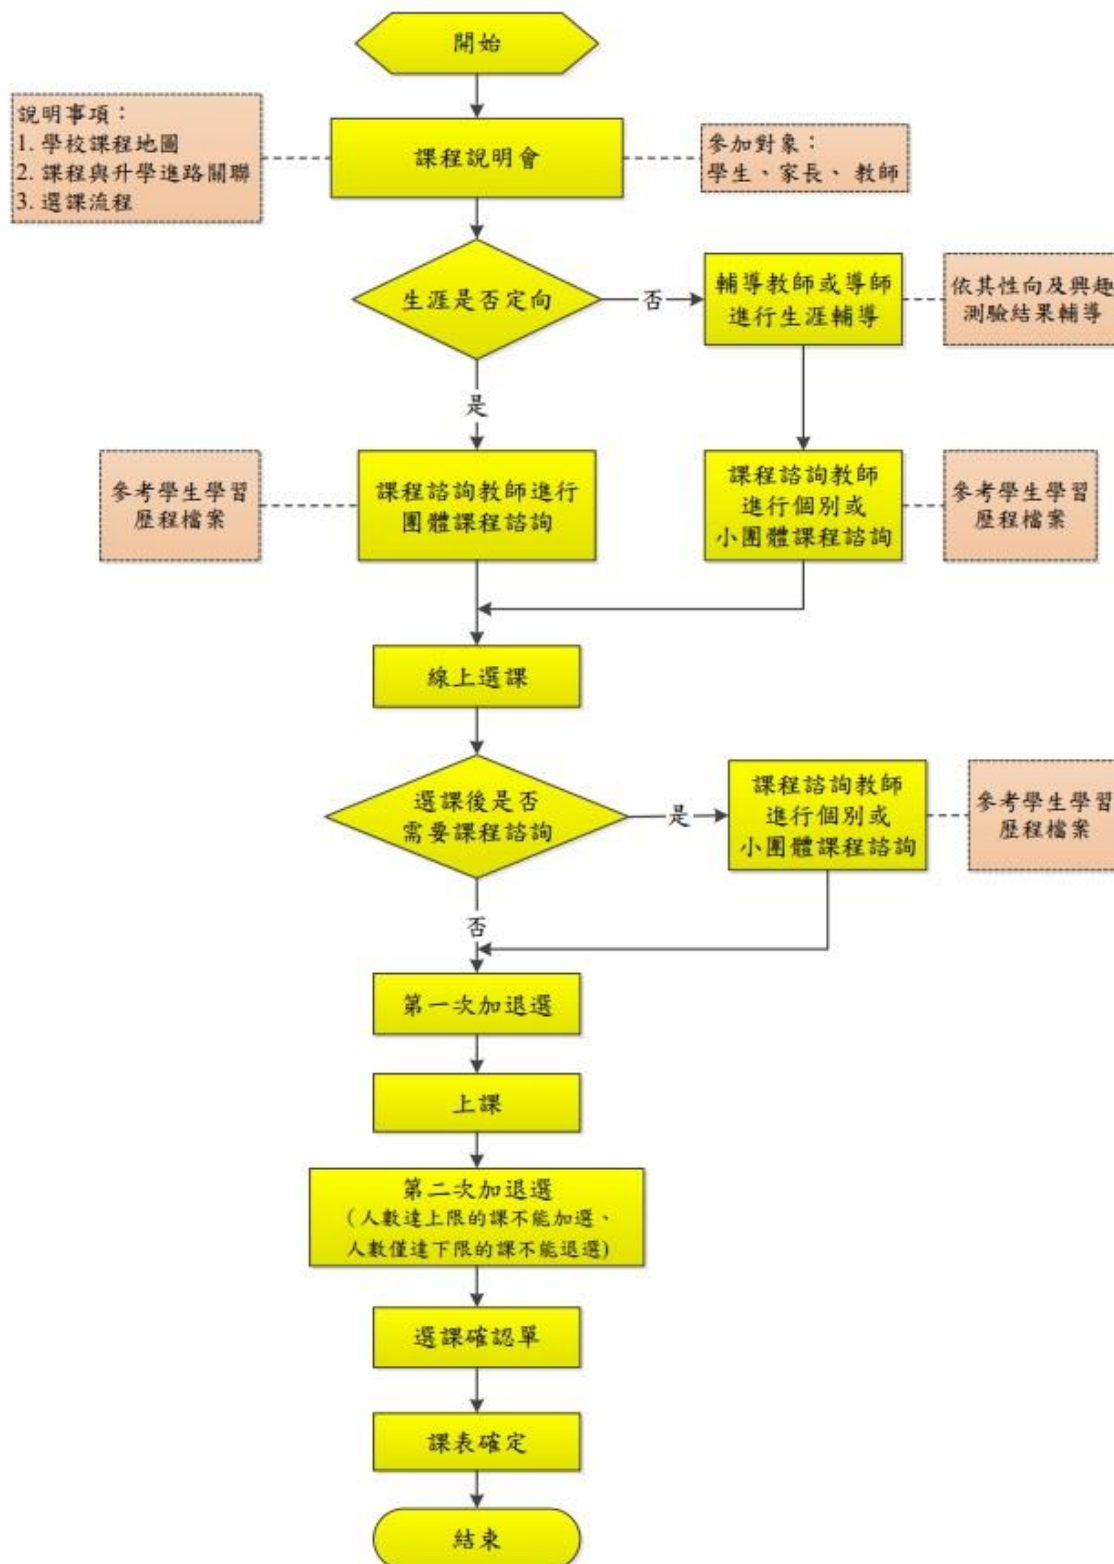 開始
說明事項：
1. 學校課程地圖
2. 課程與升學進路關聯
3. 選課流程
課程說明會
參加對象：
學生、家長、 教師
生涯是否定向
否
輔導教師或導師
進行生涯輔導
依其性向及興趣
測驗結果輔導
是
參考學生學習
歷程檔案
課程諮詢教師進行
團體課程諮詢
課程諮詢教師
進行個別或
小團體課程諮詢
參考學生學習
歷程檔案
線上選課
選課後是否
需要課程諮詢
是
課程諮詢教師
進行個別或
小團體課程諮詢
參考學生學習
歷程檔案
否
第一次加退選
上課
第二次加退選
（人數達上限的課不能加選、
人數僅達下限的課不能退選)
選課確認單
課表確定
結束